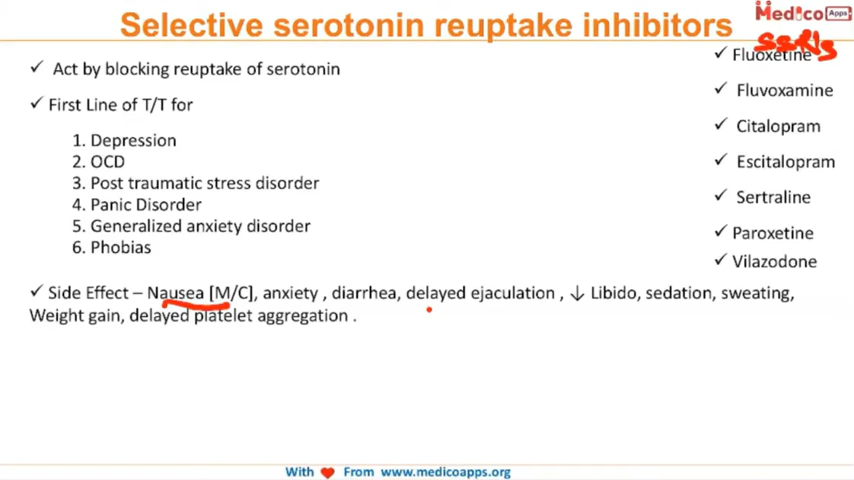 Selective serotonin reuptake inhibitors
Medico Apps
SSRIs
✓ Act by blocking reuptake of serotonin
✓ First Line of T/T for
1. Depression
2. OCD
3. Post traumatic stress disorder
4. Panic Disorder
5. Generalized anxiety disorder
6. Phobias
✓ Fluoxetine
✓ Fluvoxamine
✓ Citalopram
✓ Escitalopram
✓ Sertraline
✓ Paroxetine
✓ Vilazodone
✓ Side Effect – Nausea [M/C], anxiety , diarrhea, delayed ejaculation , ↓ Libido, sedation, sweating,
Weight gain, delayed platelet aggregation .
With ❤ From www.medicoapps.org